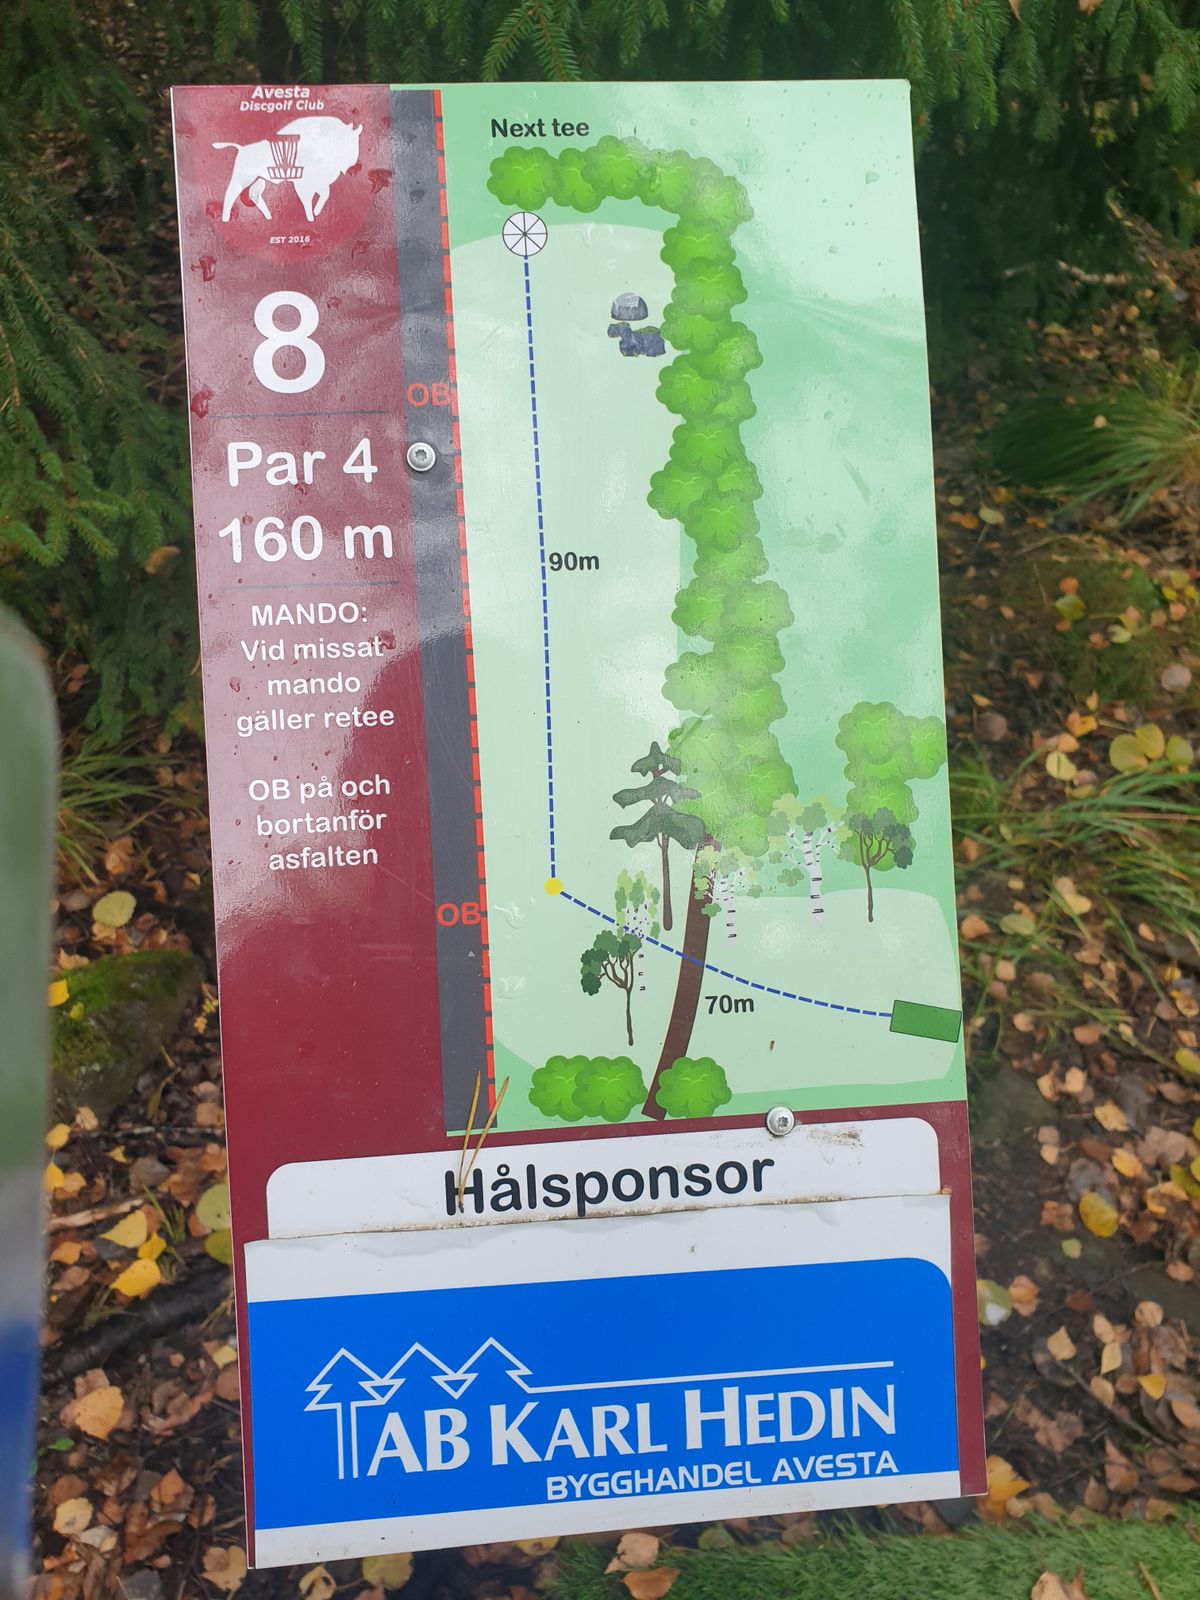 Avesta
Discgolf Club
EST 2016
8
Par 4
160 m
MANDO:
Vid missat
mando
gäller retee
OB på och
bortanför
asfalten
Next tee
OB
90m
OB
70m
Hålsponsor
AB KARL HEDIN
BYGGHANDEL AVESTA